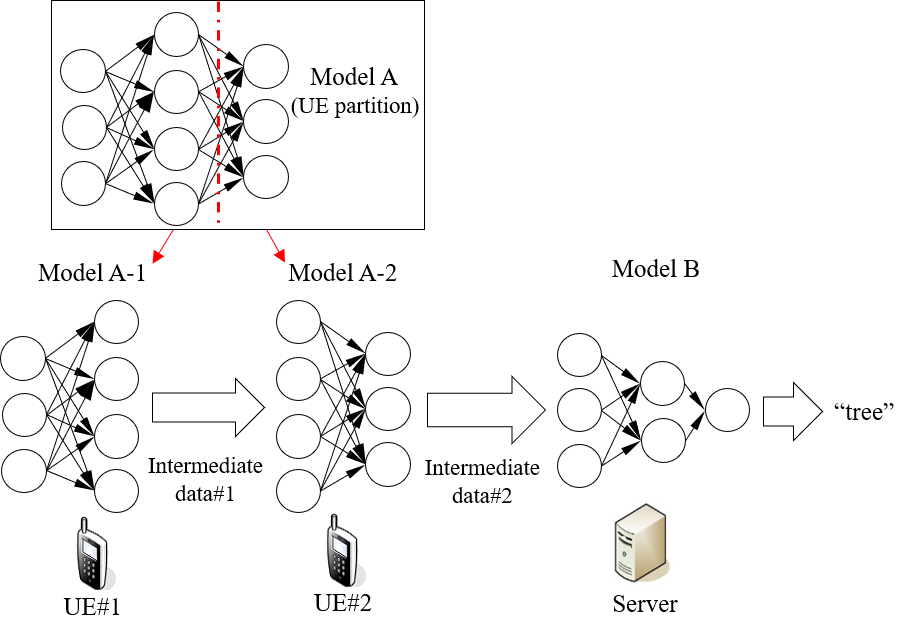 Model A
(UE partition)
Model A-1
Model A-2
Model B
Intermediate
data#1
Intermediate
data#2
“tree”
UE#1
UE#2
Server